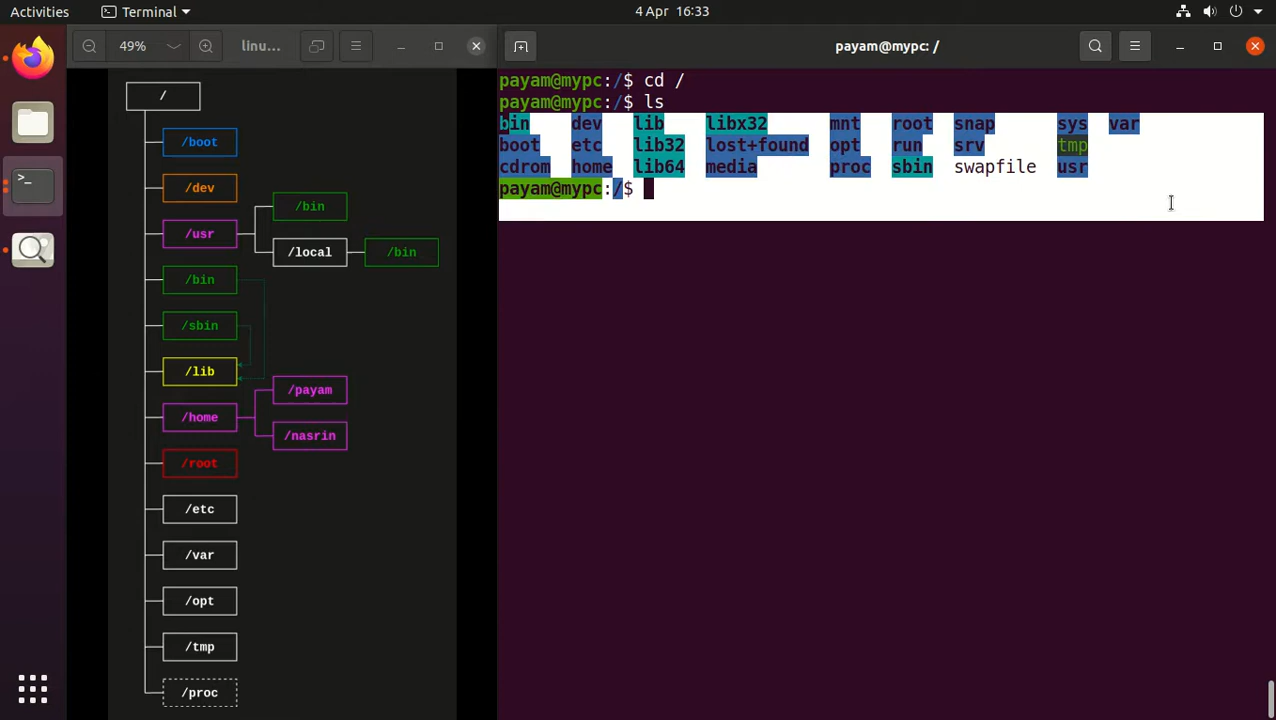 Activities
Terminal
4 Apr 16:33
49%
linu...
payam@mypc: /
/
/boot
/dev
/usr
/bin
/local
/bin
/bin
/sbin
/lib
/home
/payam
/nasrin
/root
/etc
/var
/opt
/tmp
/proc
payam@mypc:/$ cd /
payam@mypc:/$ ls
bin dev lib libx32 mnt root snap sys var
boot etc lib32 lost+found opt run srv tmp
cdrom home lib64 media proc sbin swapfile usr
payam@mypc:/$